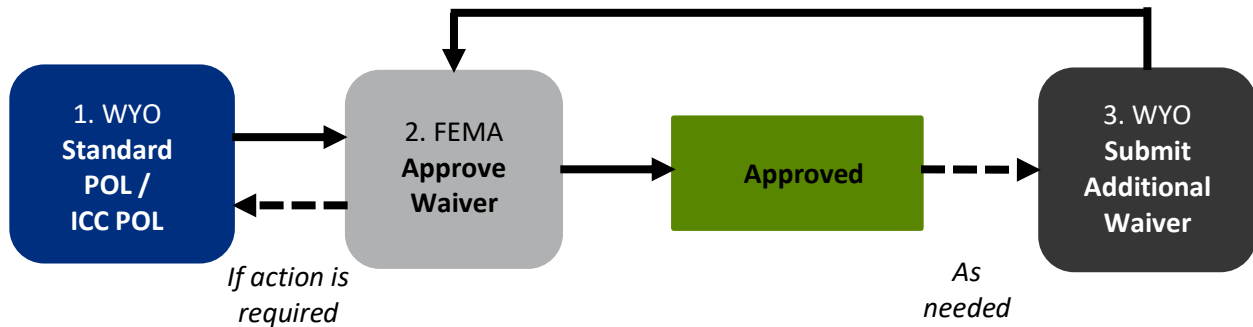 1. WYO
Standard
POL /
ICC POL
If action is
required
2. FEMA
Approve
Waiver
Approved
As
needed
3. WYO
Submit
Additional
Waiver